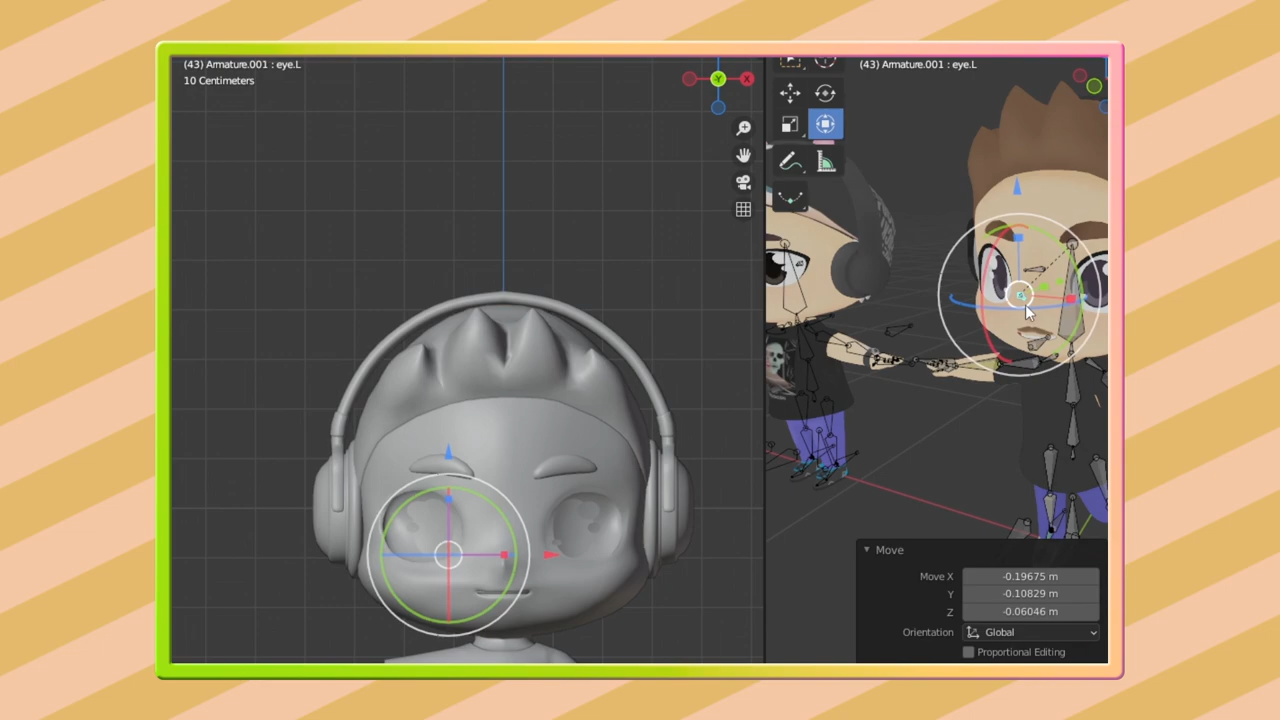 (43) Armature.001 : eye.L
10 Centimeters
Y
X
(43) Armature.001 : eye.L
Move
Move X -0.19675 m
Y -0.10829 m
Z -0.06046 m
Orientation Global
Proportional Editing